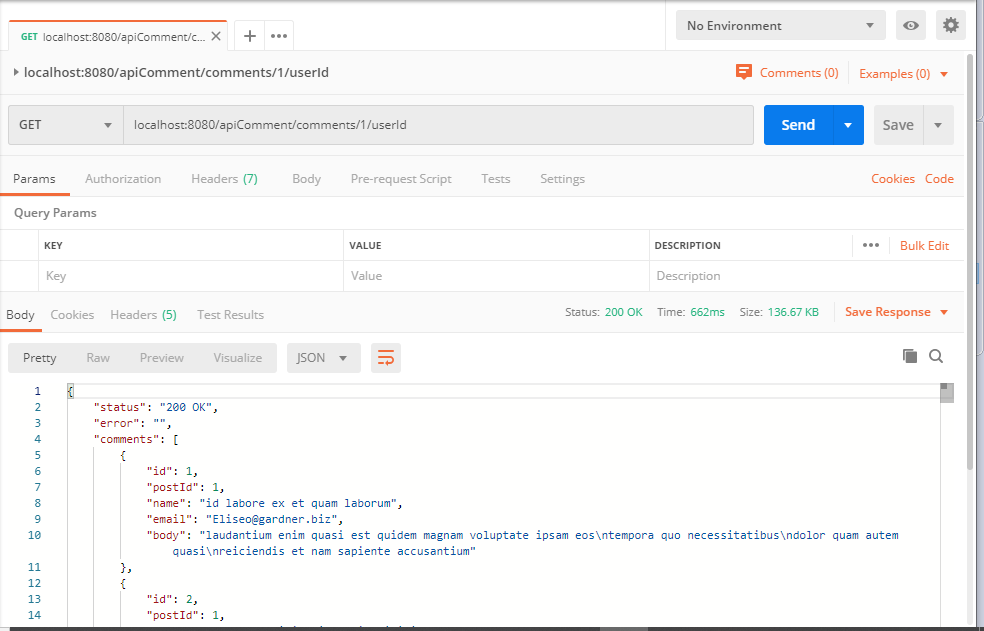 GET localhost:8080/apiComment/c...
No Environment
localhost:8080/apiComment/comments/1/userId
Comments (0) Examples (0)
GET localhost:8080/apiComment/comments/1/userId Send Save
Params Authorization Headers (7) Body Pre-request Script Tests Settings Cookies Code
Query Params
KEY VALUE DESCRIPTION Bulk Edit
Key Value Description
Body Cookies Headers (5) Test Results Status: 200 OK Time: 662ms Size: 136.67 KB Save Response
Pretty Raw Preview Visualize JSON
1 {
2 "status": "200 OK",
3 "error": "",
4 "comments": [
5 {
6 "id": 1,
7 "postId": 1,
8 "name": "id labore ex et quam laborum",
9 "email": "Eliseo@gardner.biz",
10 "body": "laudantium enim quasi est quidem magnam voluptate ipsam eos\ntempora quo necessitatibus\ndolor quam autem
quasi\nreiciendis et nam sapiente accusantium"
11 },
12 {
13 "id": 2,
14 "postId": 1,